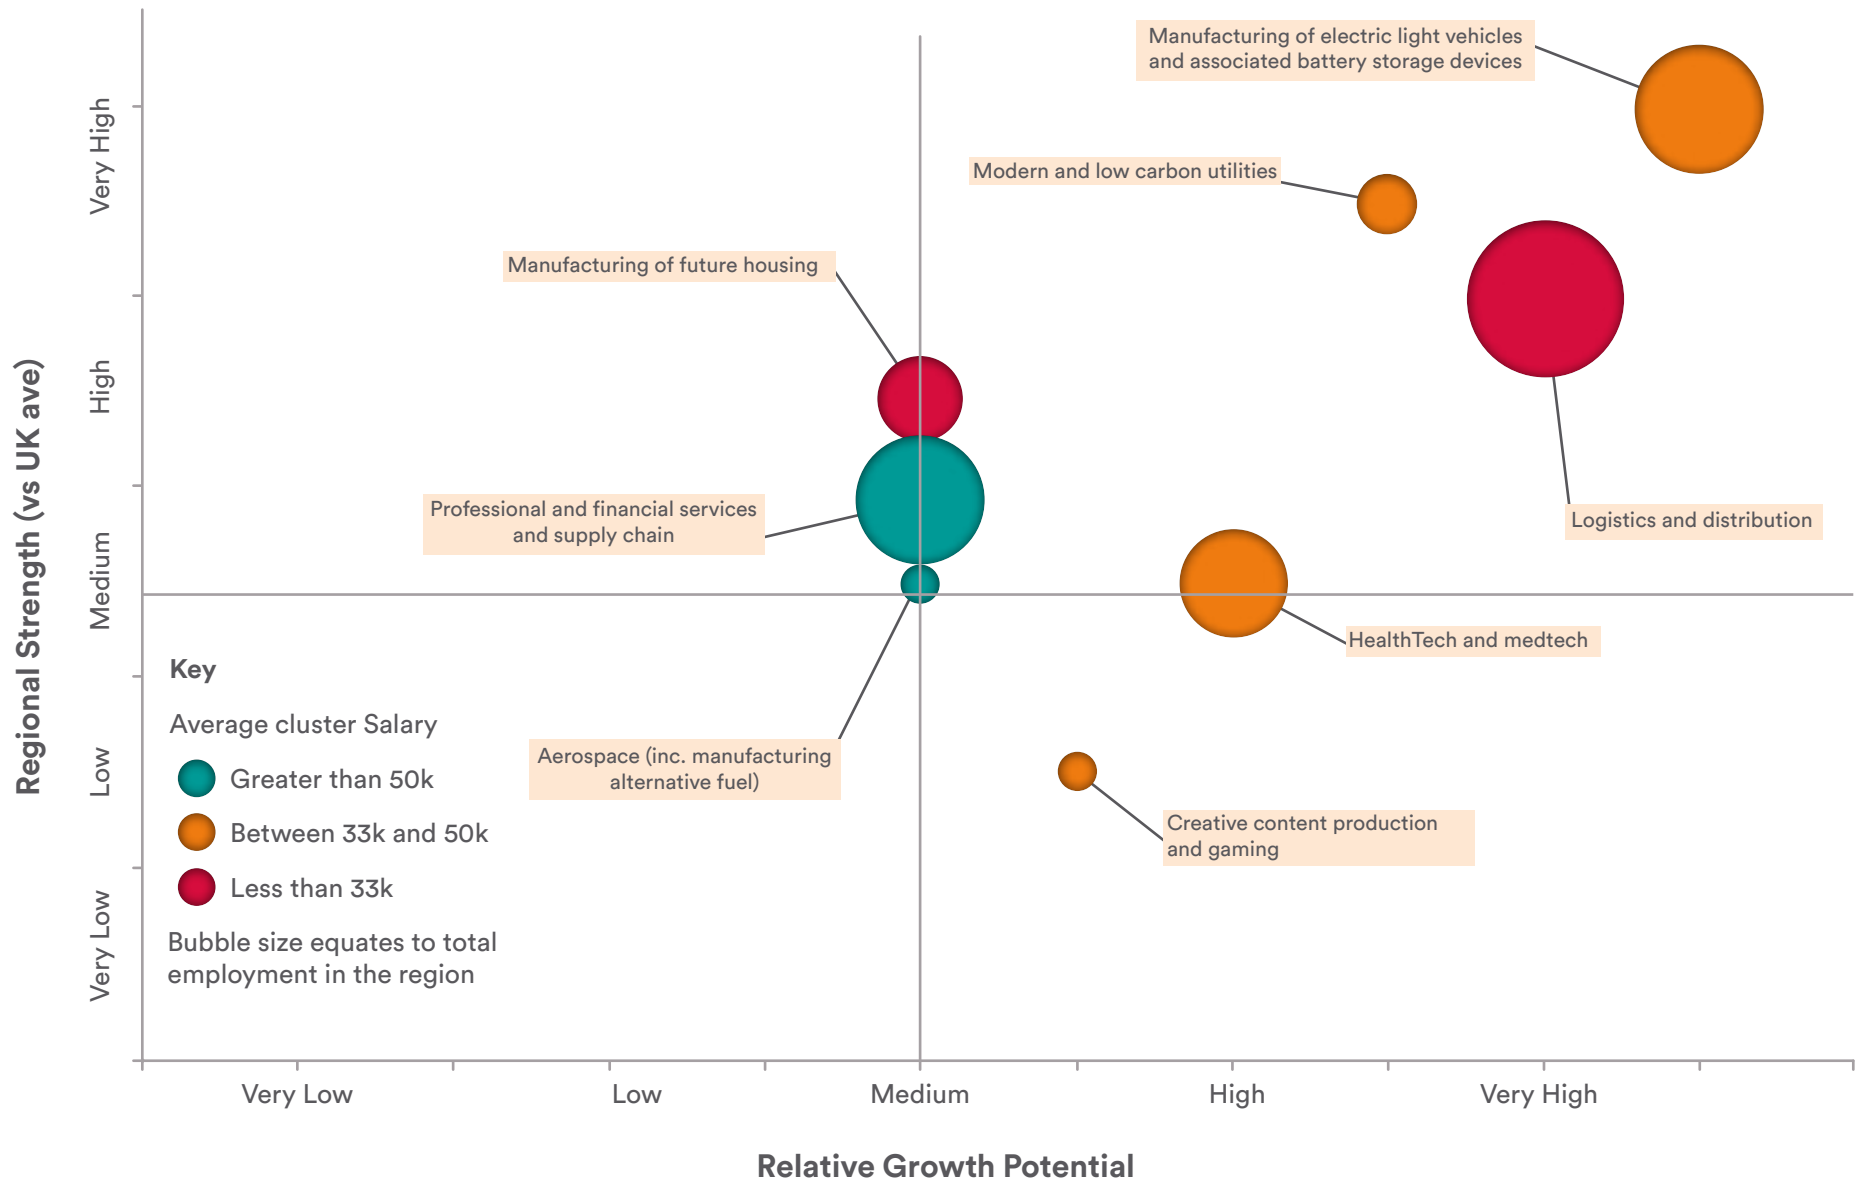 Manufacturing of electric light vehicles
and associated battery storage devices
Modern and low carbon utilities
Manufacturing of future housing
Professional and financial services
and supply chain
Logistics and distribution
HealthTech and medtech
Aerospace (inc. manufacturing
alternative fuel)
Creative content production
and gaming
Regional Strength (vs UK ave)
Very High
High
Medium
Low
Very Low
Key
Average cluster Salary
Greater than 50k
Between 33k and 50k
Less than 33k
Bubble size equates to total
employment in the region
Very Low
Low
Medium
High
Very High
Relative Growth Potential